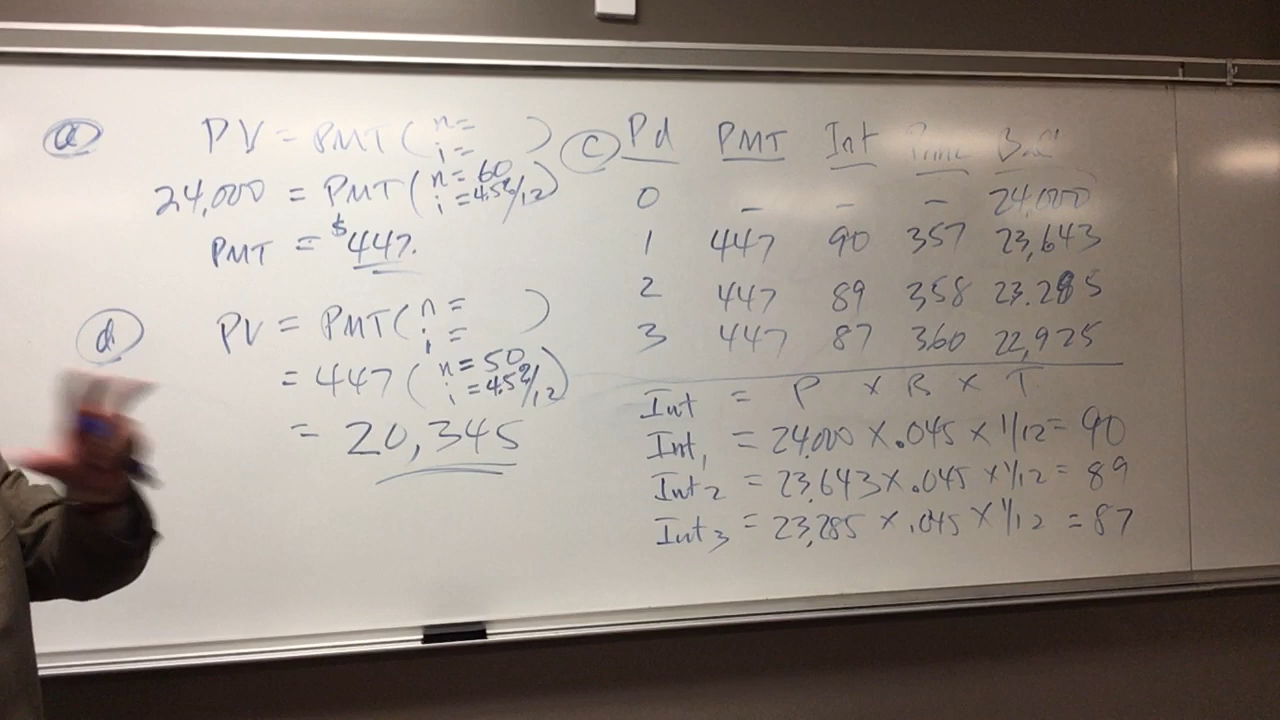 (a) PV = PMT ( n= i= )
24,000 = PMT ( n= 60 i = 4.5%/12 )
PMT = $447.
(d) PV = PMT ( n = i = )
= 447 ( n = 50 i = 4.5%/12 )
= 20,345
(c) Pd PMT Int Princ Bal
0 – – – 24,000
1 447 90 357 23,643
2 447 89 358 23.285
3 447 87 360 22,925
Int = P × R × T
Int1 = 24,000 × .045 × 1/12 = 90
Int2 = 23,643 × .045 × 1/12 = 89
Int3 = 23,285 × .045 × 1/12 = 87